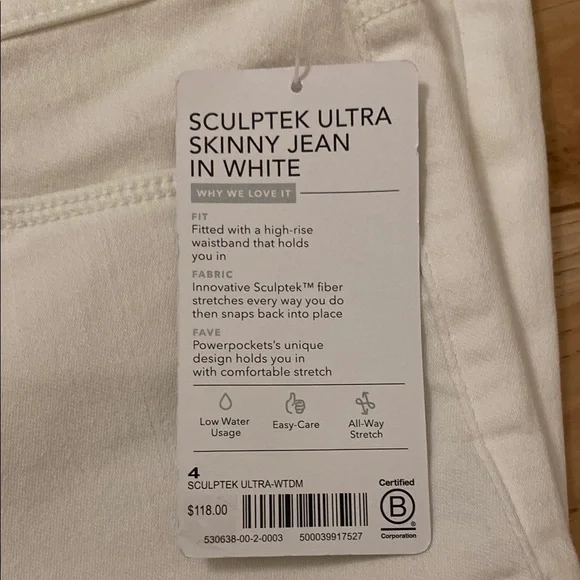 SCULPTEK ULTRA
SKINNY JEAN
IN WHITE
WHY WE LOVE IT
FIT
Fitted with a high-rise
waistband that holds
you in
FABRIC
Innovative Sculptek™ fiber
stretches every way you do
then snaps back into place
FAVE
Powerpockets's unique
design holds you in
with comfortable stretch
Low Water
Usage
Easy-Care
All-Way
Stretch
4
SCULPTEK ULTRA-WTDM
$118.00
530638-00-2-0003 500039917527
Certified
B
Corporation